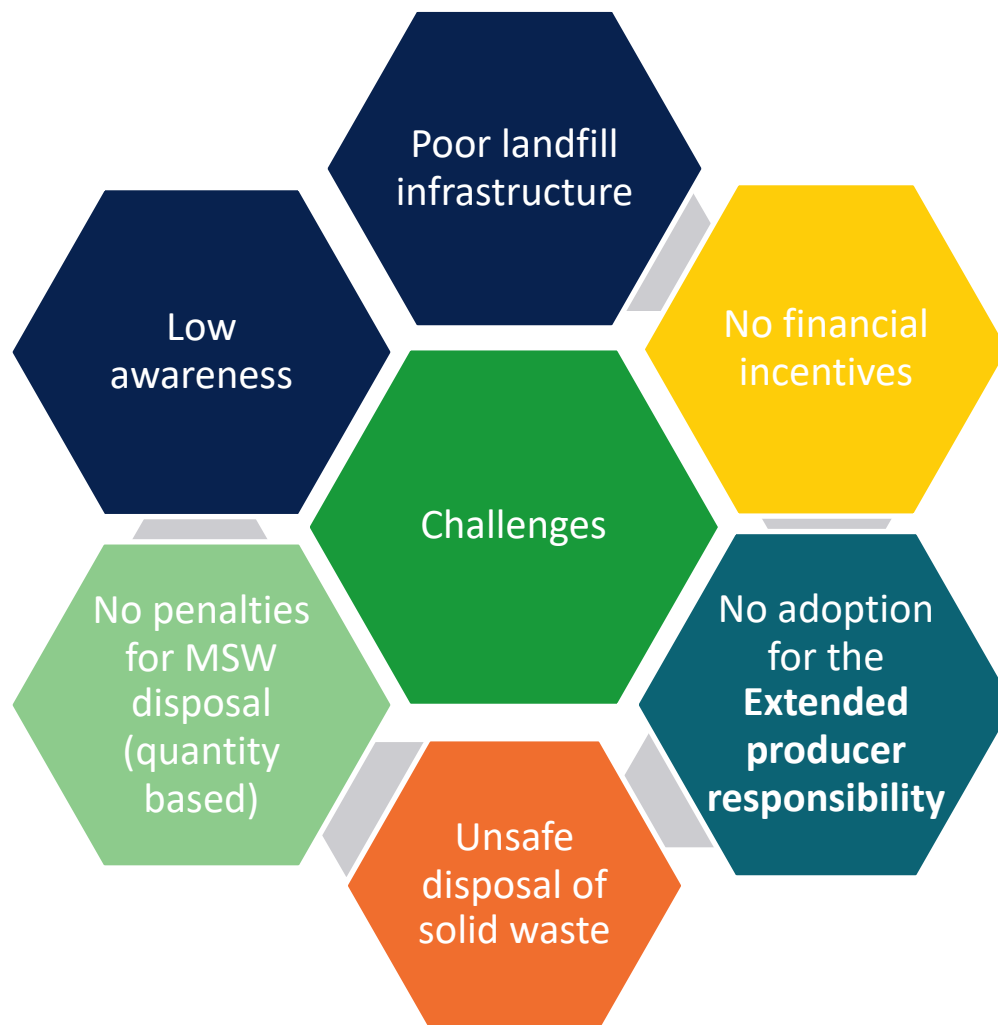 Poor landfill
infrastructure
No financial
incentives
No adoption
for the
Extended
producer
responsibility
Unsafe
disposal of
solid waste
No penalties
for MSW
disposal
(quantity
based)
Low
awareness
Challenges